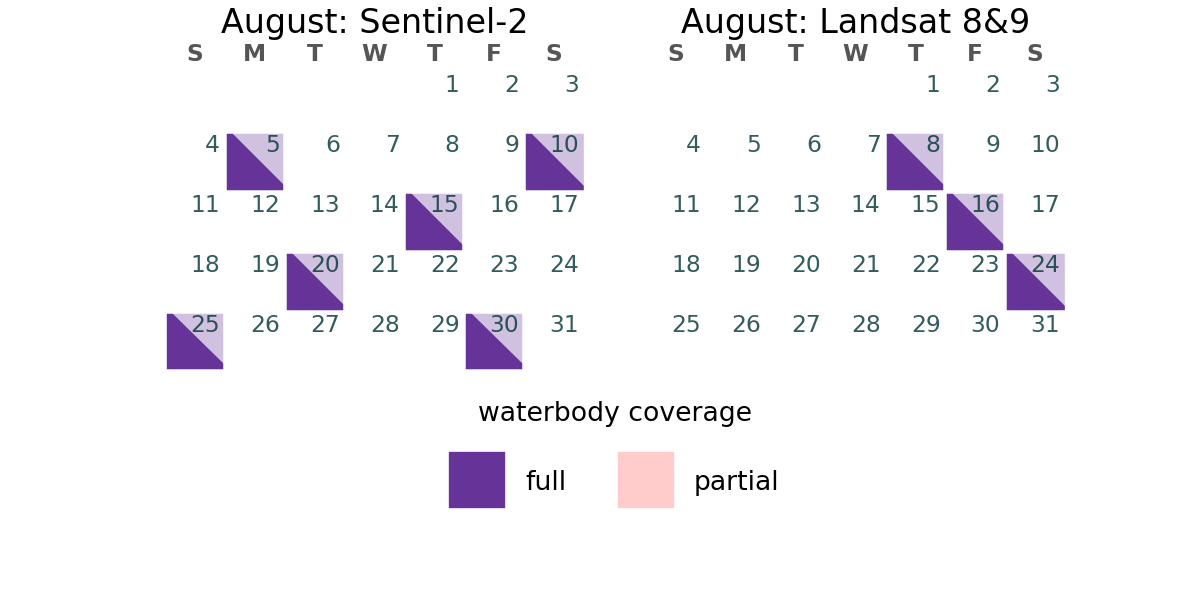 August: Sentinel-2
S M T W T F S
1 2 3
4 5 6 7 8 9 10
11 12 13 14 15 16 17
18 19 20 21 22 23 24
25 26 27 28 29 30 31
August: Landsat 8&9
S M T W T F S
1 2 3
4 5 6 7 8 9 10
11 12 13 14 15 16 17
18 19 20 21 22 23 24
25 26 27 28 29 30 31
waterbody coverage
full partial